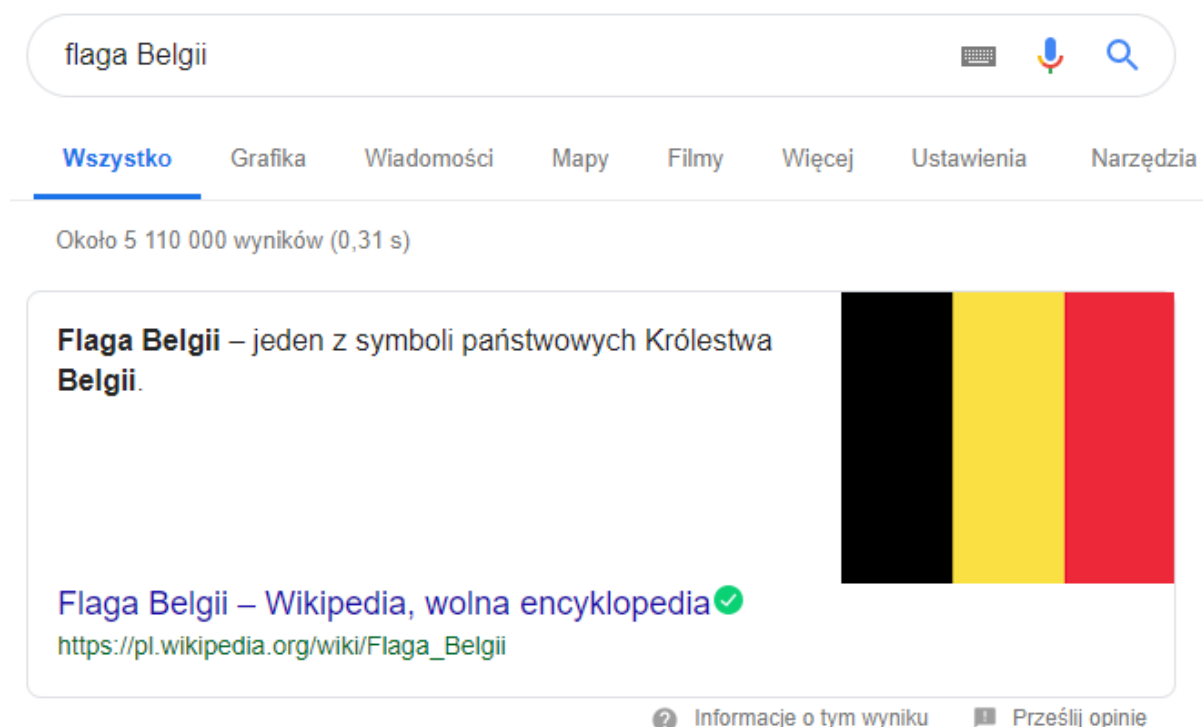 flaga Belgii
Wszystko Grafika Wiadomości Mapy Filmy Więcej Ustawienia Narzędzia
Około 5 110 000 wyników (0,31 s)
Flaga Belgii – jeden z symboli państwowych Królestwa
Belgii.
Flaga Belgii – Wikipedia, wolna encyklopedia
https://pl.wikipedia.org/wiki/Flaga_Belgii
Informacje o tym wyniku Prześlij opinię